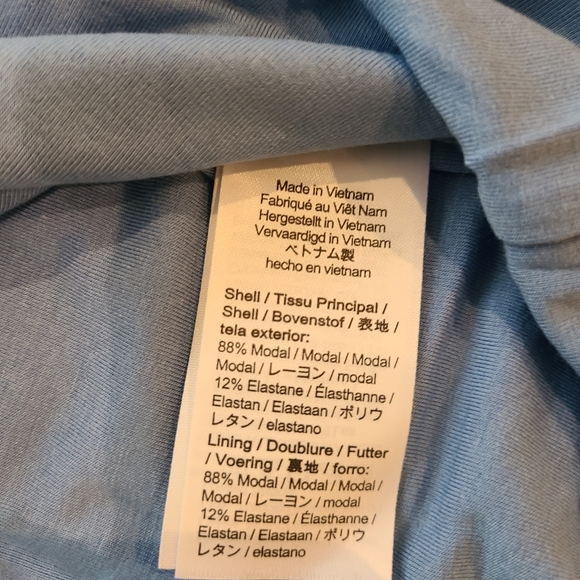 Made in Vietnam
Fabriqué au Viêt Nam
Hergestellt in Vietnam
Vervaardigd in Vietnam
ベトナム製
hecho en vietnam
Shell / Tissu Principal /
Shell / Bovenstof / 表地 /
tela exterior:
88% Modal / Modal / Modal /
Modal / レーヨン / modal
12% Elastane / Élasthanne /
Elastan / Elastaan / ポリウ
レタン / elastano
Lining / Doublure / Futter
/ Voering / 裏地 / forro:
88% Modal / Modal / Modal /
Modal / レーヨン / modal
12% Elastane / Élasthanne /
Elastan / Elastaan / ポリウ
レタン / elastano